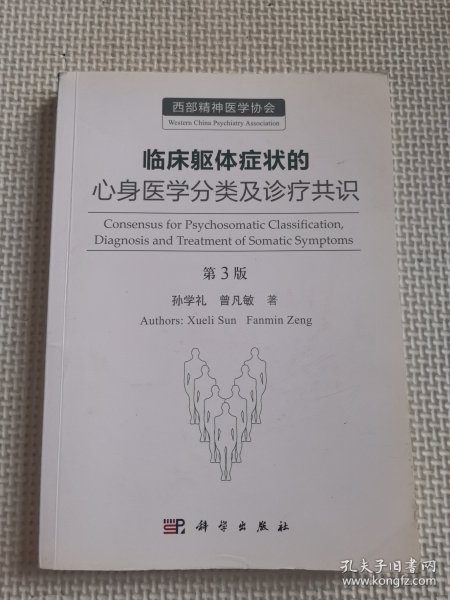 西部精神医学协会
Western China Psychiatry Association
临床躯体症状的
心身医学分类及诊疗共识
Consensus for Psychosomatic Classification,
Diagnosis and Treatment of Somatic Symptoms
第3版
孙学礼 曾凡敏 著
Authors: Xueli Sun Fanmin Zeng
科学出版社
孔夫子旧书网
www.kongfz.com